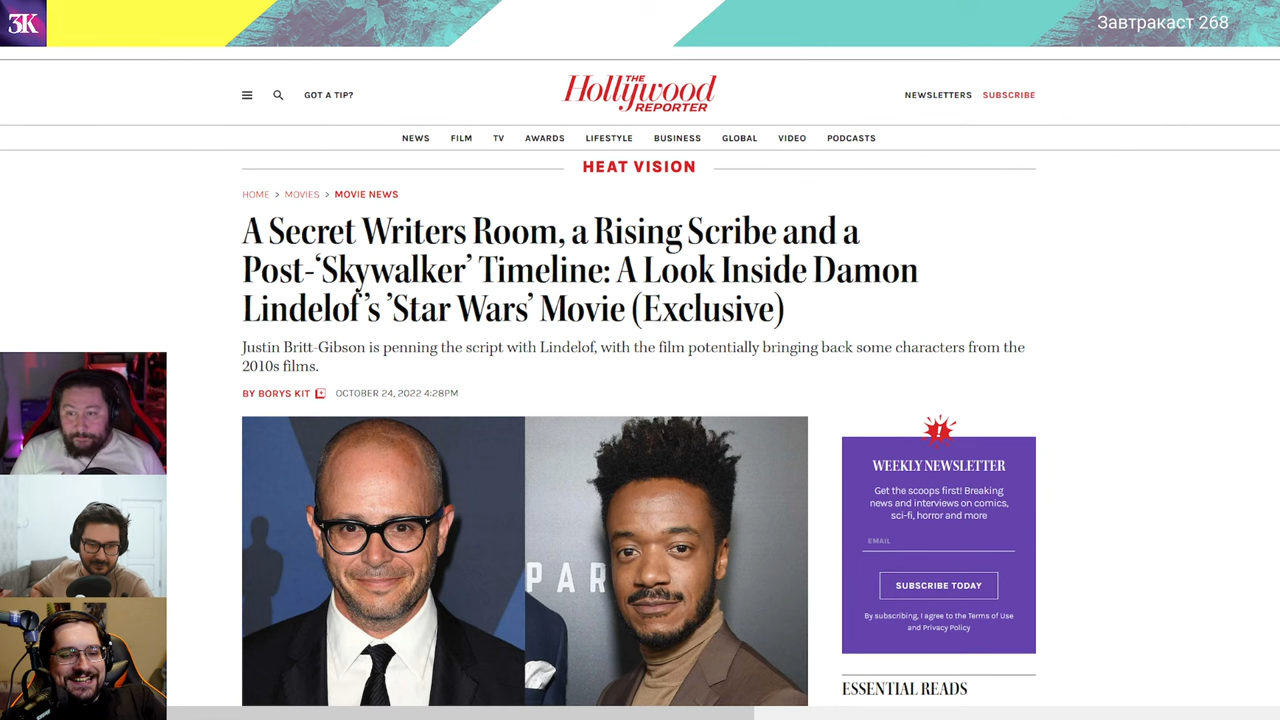 3K
Завтракаст 268
GOT A TIP?
THE
Hollywood
REPORTER
NEWSLETTERS SUBSCRIBE
NEWS FILM TV AWARDS LIFESTYLE BUSINESS GLOBAL VIDEO PODCASTS
HEAT VISION
HOME > MOVIES > MOVIE NEWS
A Secret Writers Room, a Rising Scribe and a
Post-‘Skywalker’ Timeline: A Look Inside Damon
Lindelof’s ’Star Wars’ Movie (Exclusive)
Justin Britt-Gibson is penning the script with Lindelof, with the film potentially bringing back some characters from the
2010s films.
BY BORYS KIT OCTOBER 24, 2022 4:28PM
PAR
!
WEEKLY NEWSLETTER
Get the scoops first! Breaking
news and interviews on comics,
sci-fi, horror and more
EMAIL
SUBSCRIBE TODAY
By subscribing, I agree to the Terms of Use
and Privacy Policy
ESSENTIAL READS